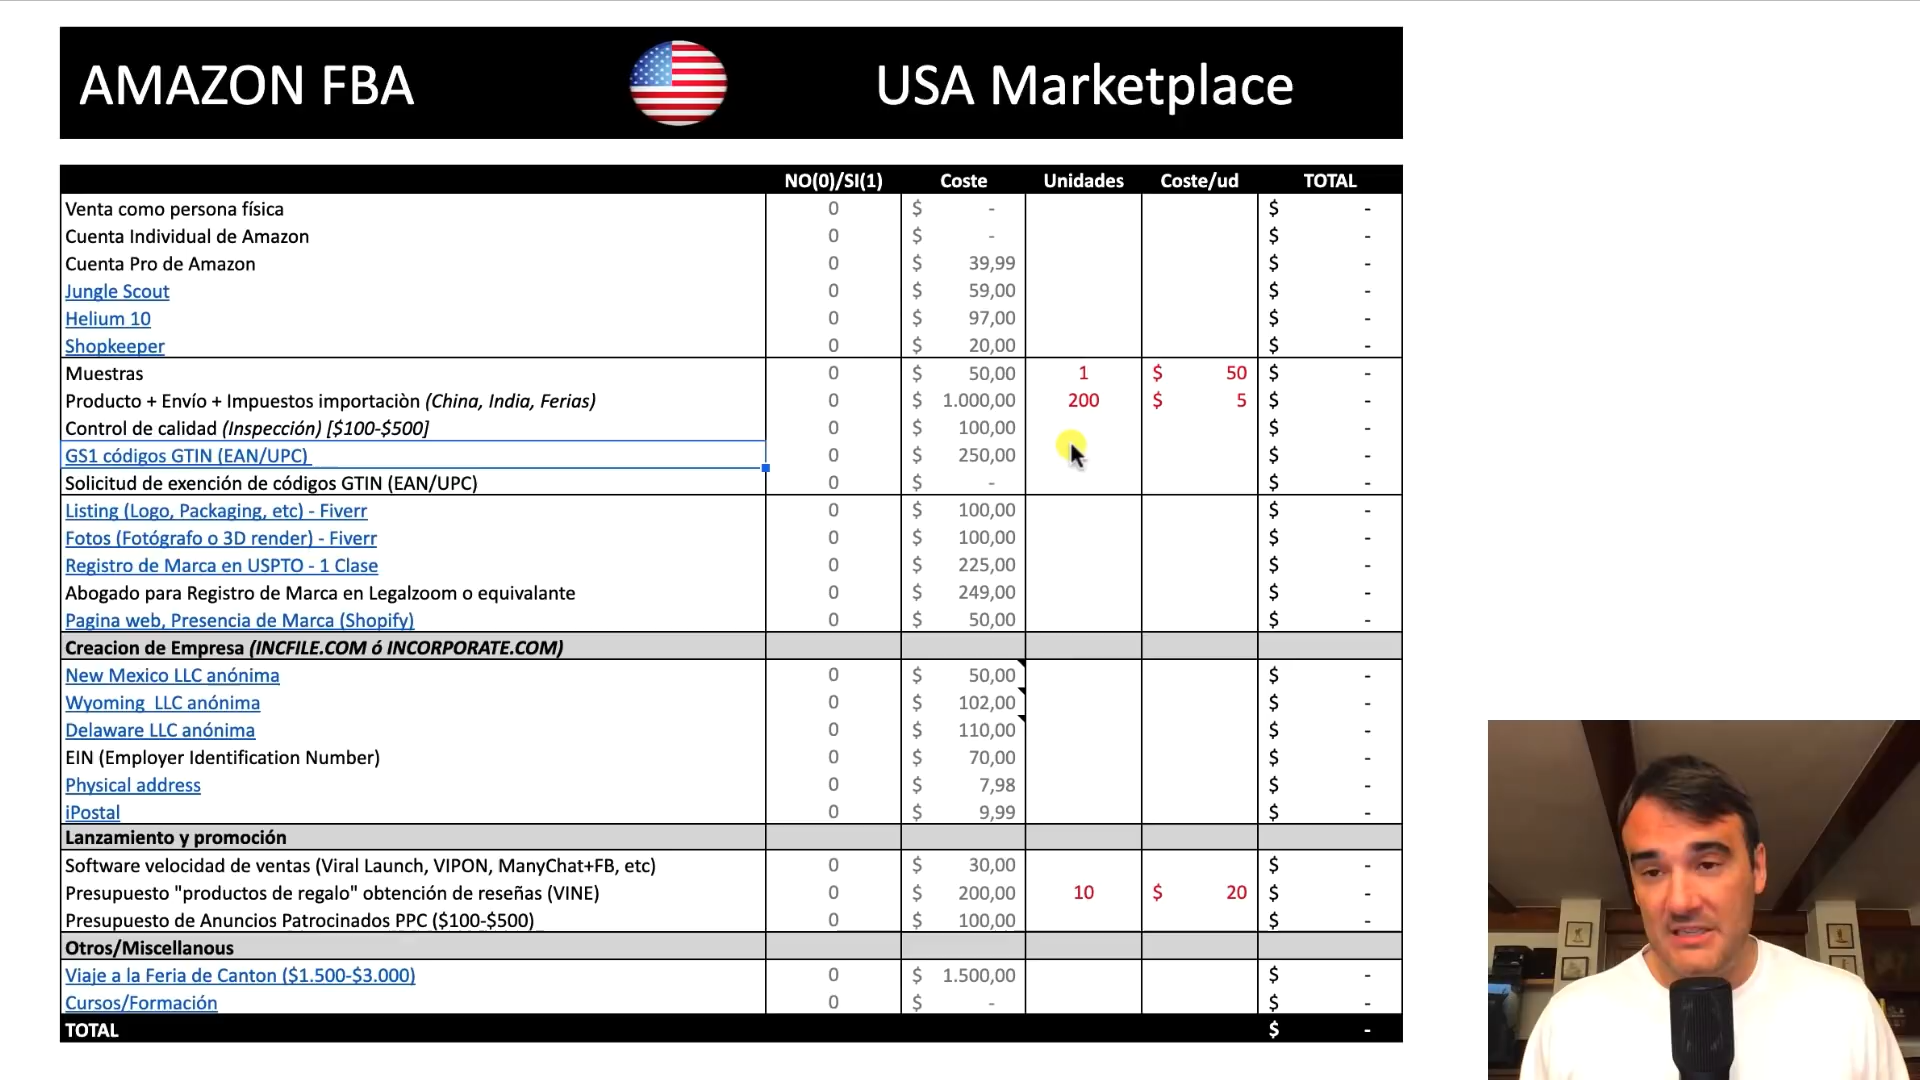 AMAZON FBA USA Marketplace
NO(0)/SI(1) Coste Unidades Coste/ud TOTAL
Venta como persona física 0 $ - $ -
Cuenta Individual de Amazon 0 $ - $ -
Cuenta Pro de Amazon 0 $ 39,99 $ -
Jungle Scout 0 $ 59,00 $ -
Helium 10 0 $ 97,00 $ -
Shopkeeper 0 $ 20,00 $ -
Muestras 0 $ 50,00 1 $ 50 $ -
Producto + Envío + Impuestos importaciòn (China, India, Ferias) 0 $ 1.000,00 200 $ 5 $ -
Control de calidad (Inspección) [$100-$500] 0 $ 100,00 $ -
GS1 códigos GTIN (EAN/UPC) 0 $ 250,00 $ -
Solicitud de exención de códigos GTIN (EAN/UPC) 0 $ - $ -
Listing (Logo, Packaging, etc) - Fiverr 0 $ 100,00 $ -
Fotos (Fotógrafo o 3D render) - Fiverr 0 $ 100,00 $ -
Registro de Marca en USPTO - 1 Clase 0 $ 225,00 $ -
Abogado para Registro de Marca en Legalzoom o equivalante 0 $ 249,00 $ -
Pagina web, Presencia de Marca (Shopify) 0 $ 50,00 $ -
Creacion de Empresa (INCFILE.COM ó INCORPORATE.COM)
New Mexico LLC anónima 0 $ 50,00 $ -
Wyoming LLC anónima 0 $ 102,00 $ -
Delaware LLC anónima 0 $ 110,00 $ -
EIN (Employer Identification Number) 0 $ 70,00 $ -
Physical address 0 $ 7,98 $ -
iPostal 0 $ 9,99 $ -
Lanzamiento y promoción
Software velocidad de ventas (Viral Launch, VIPON, ManyChat+FB, etc) 0 $ 30,00 $ -
Presupuesto "productos de regalo" obtención de reseñas (VINE) 0 $ 200,00 10 $ 20 $ -
Presupuesto de Anuncios Patrocinados PPC ($100-$500) 0 $ 100,00 $ -
Otros/Miscellanous
Viaje a la Feria de Canton ($1.500-$3.000) 0 $ 1.500,00 $ -
Cursos/Formación 0 $ - $ -
TOTAL $ -